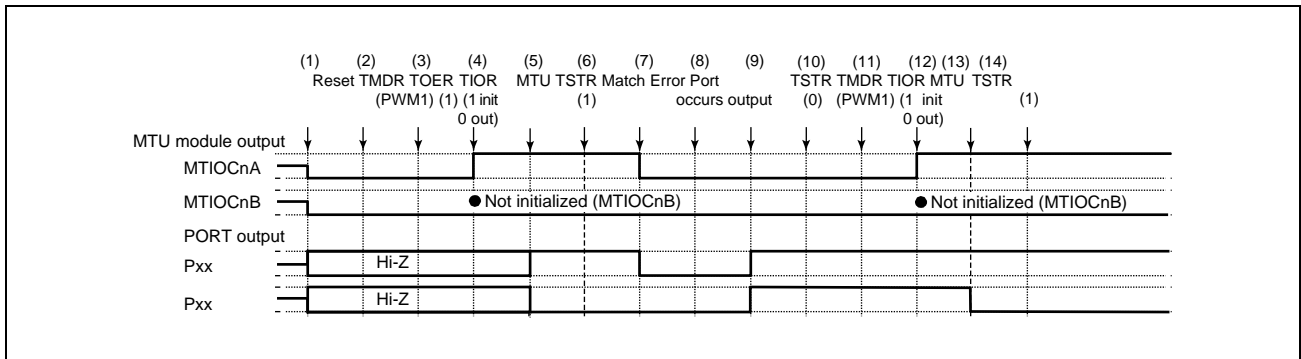 (1) (2) (3) (4) (5) (6) (7) (8) (9) (10) (11) (12) (13) (14)
Reset TMDR TOER TIOR MTU TSTR Match Error Port TSTR TMDR TIOR MTU TSTR
(PWM1) (1) (1 init (1) occurs output (0) (PWM1) (1 init (1)
0 out) 0 out)
MTU module output
MTIOCnA
MTIOCnB ● Not initialized (MTIOCnB) ● Not initialized (MTIOCnB)
PORT output
Pxx Hi-Z
Pxx Hi-Z